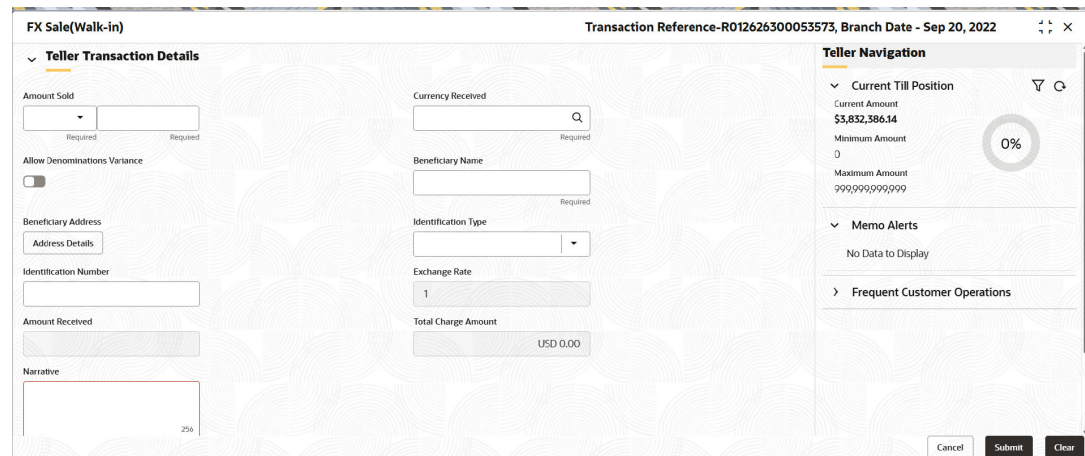 FX Sale(Walk-in)
Transaction Reference-R012626300053573, Branch Date - Sep 20, 2022
Teller Transaction Details
Amount Sold
Required
Required
Currency Received
Required
Allow Denominations Variance
Beneficiary Name
Required
Beneficiary Address
Address Details
Identification Type
Identification Number
Exchange Rate
1
Amount Received
Total Charge Amount
USD 0.00
Narrative
256
Teller Navigation
Current Till Position
Current Amount
$3,832,386.14
Minimum Amount
0
Maximum Amount
999,999,999,999
0%
Memo Alerts
No Data to Display
Frequent Customer Operations
Cancel
Submit
Clear